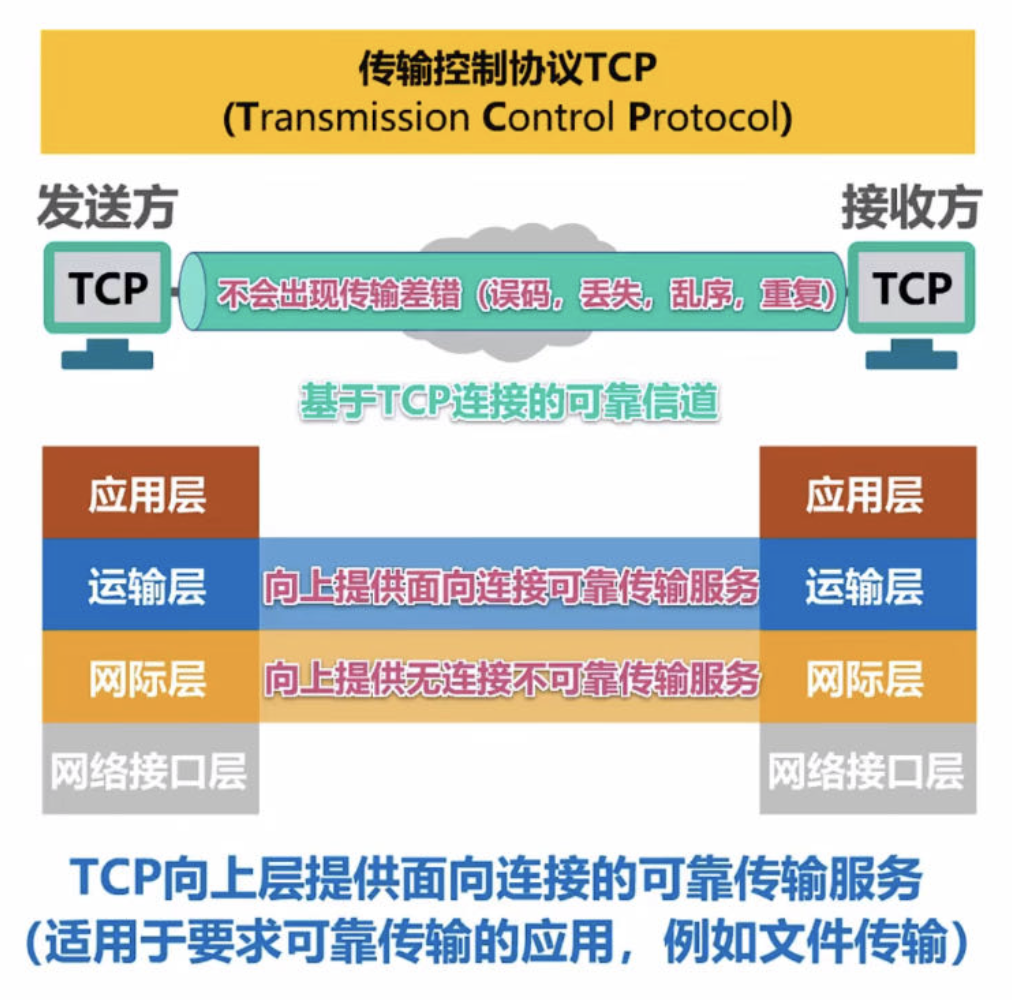 传输控制协议TCP
(Transmission Control Protocol)
发送方
接收方
TCP
不会出现传输差错（误码，丢失，乱序，重复）
TCP
基于TCP连接的可靠信道
应用层
应用层
运输层
向上提供面向连接可靠传输服务
运输层
网际层
向上提供无连接不可靠传输服务
网际层
网络接口层
网络接口层
TCP向上层提供面向连接的可靠传输服务
（适用于要求可靠传输的应用，例如文件传输）